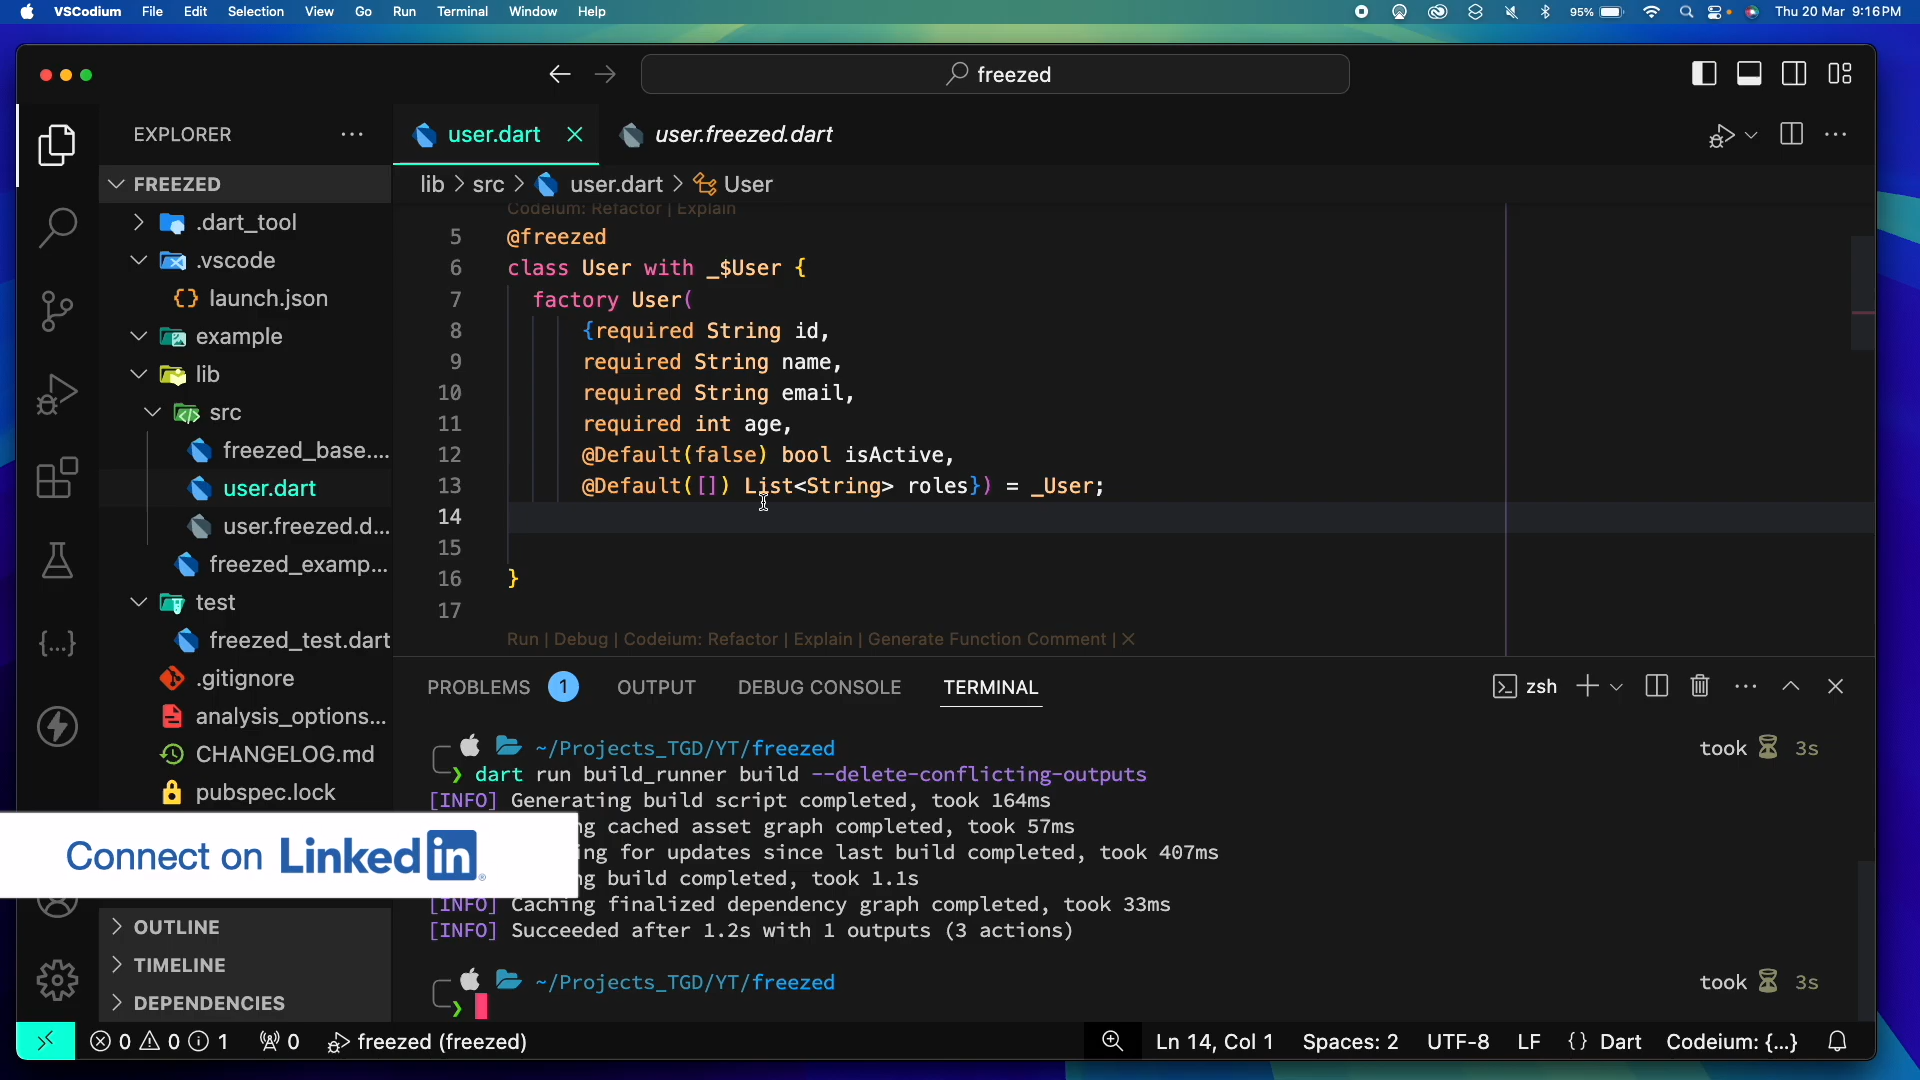 VSCodium File Edit Selection View Go Run Terminal Window Help
95% Thu 20 Mar 9:16 PM
freezed
EXPLORER
user.dart
user.freezed.dart
FREEZED
.dart_tool
.vscode
launch.json
example
lib
src
freezed_base....
user.dart
user.freezed.d...
freezed_examp...
test
freezed_test.dart
.gitignore
analysis_options...
CHANGELOG.md
pubspec.lock
OUTLINE
TIMELINE
DEPENDENCIES
lib > src > user.dart > User
Codeium: Refactor | Explain
5 @freezed
6 class User with _$User {
7 factory User(
8 {required String id,
9 required String name,
10 required String email,
11 required int age,
12 @Default(false) bool isActive,
13 @Default([]) List<String> roles}) = _User;
14
15
16 }
17
Run | Debug | Codeium: Refactor | Explain | Generate Function Comment | ×
PROBLEMS 1 OUTPUT DEBUG CONSOLE TERMINAL
zsh
~/Projects_TGD/YT/freezed took 3s
❯ dart run build_runner build --delete-conflicting-outputs
[INFO] Generating build script completed, took 164ms
ng cached asset graph completed, took 57ms
ing for updates since last build completed, took 407ms
ng build completed, took 1.1s
[INFO] Caching finalized dependency graph completed, took 33ms
[INFO] Succeeded after 1.2s with 1 outputs (3 actions)
~/Projects_TGD/YT/freezed took 3s
❯
Connect on Linked in
0 0 1 0 freezed (freezed)
Ln 14, Col 1 Spaces: 2 UTF-8 LF {} Dart Codeium: {...}